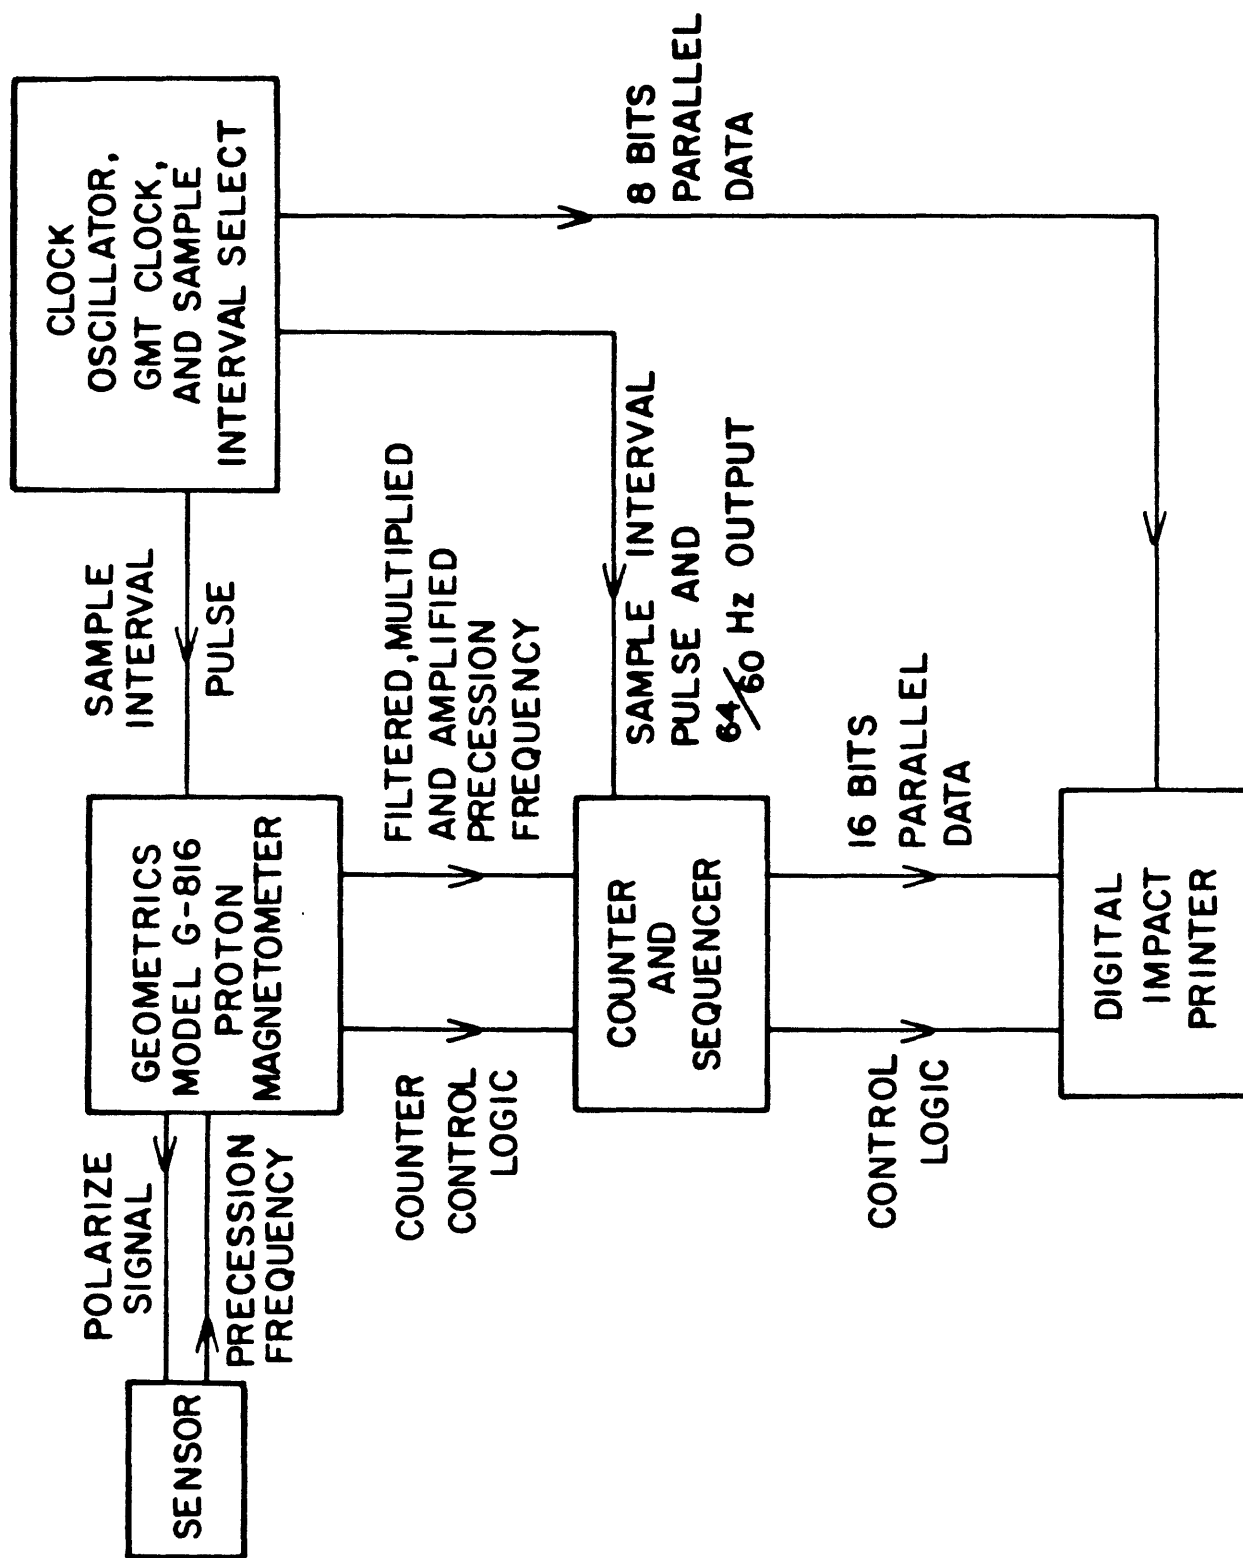 SENSOR
POLARIZE
SIGNAL
PRECESSION
FREQUENCY
GEOMETRICS
MODEL G-816
PROTON
MAGNETOMETER
SAMPLE
INTERVAL
PULSE
CLOCK
OSCILLATOR,
GMT CLOCK,
AND SAMPLE
INTERVAL SELECT
COUNTER
CONTROL
LOGIC
FILTERED, MULTIPLIED
AND AMPLIFIED
PRECESSION
FREQUENCY
COUNTER
AND
SEQUENCER
SAMPLE INTERVAL
PULSE AND
64/60 Hz OUTPUT
8 BITS
PARALLEL
DATA
CONTROL
LOGIC
16 BITS
PARALLEL
DATA
DIGITAL
IMPACT
PRINTER